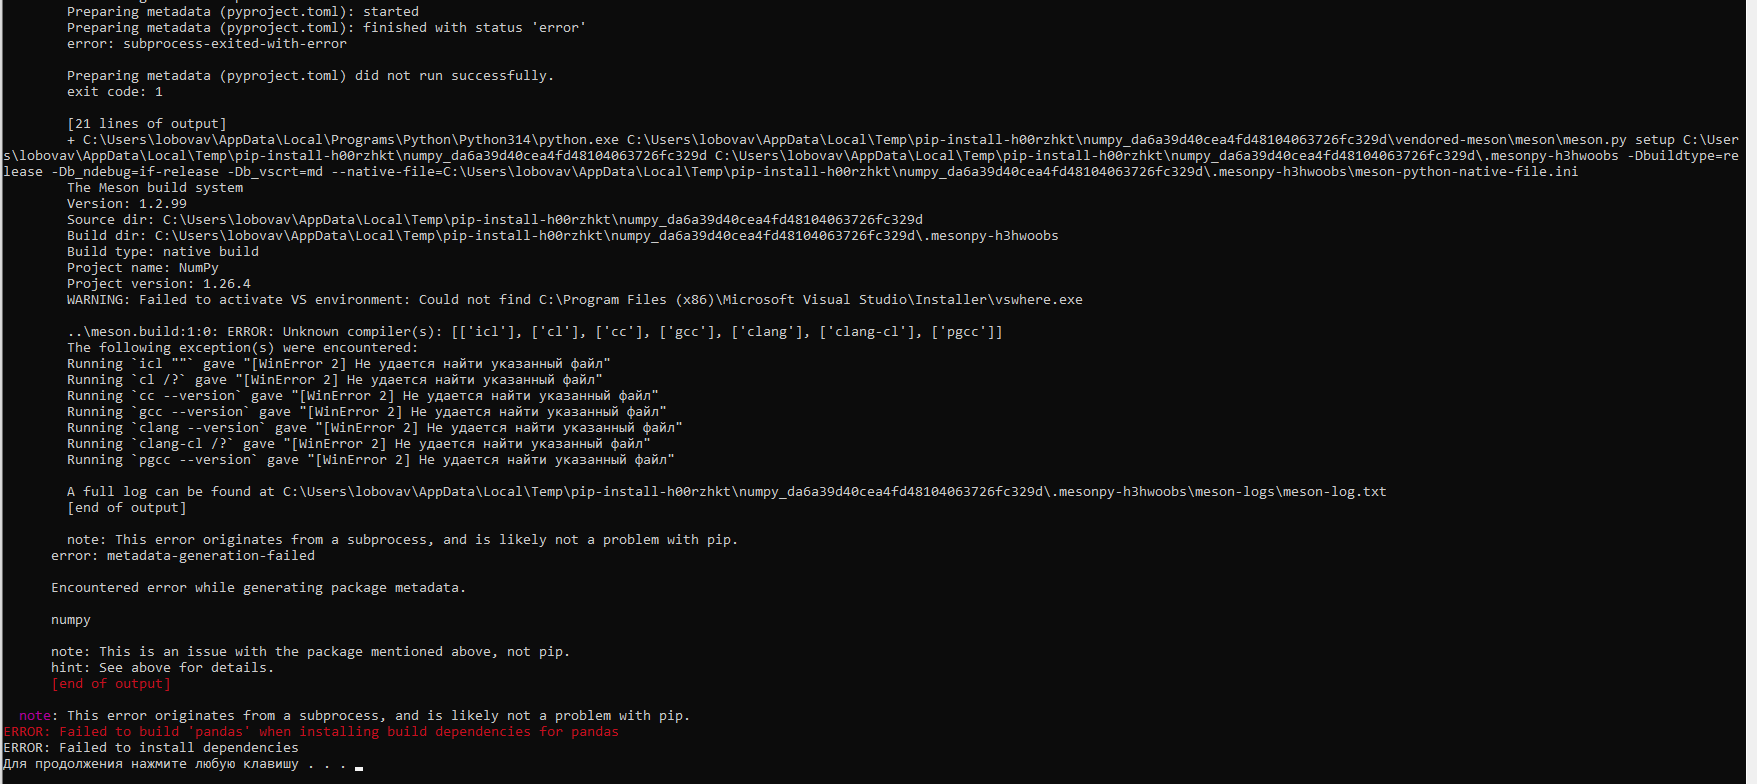 Preparing metadata (pyproject.toml): started
Preparing metadata (pyproject.toml): finished with status 'error'
error: subprocess-exited-with-error
Preparing metadata (pyproject.toml) did not run successfully.
exit code: 1
[21 lines of output]
+ C:\Users\lobovav\AppData\Local\Programs\Python\Python314\python.exe C:\Users\lobovav\AppData\Local\Temp\pip-install-h00rzhkt\numpy_da6a39d40cea4fd48104063726fc329d\vendored-meson\meson\meson.py setup C:\User
s\lobovav\AppData\Local\Temp\pip-install-h00rzhkt\numpy_da6a39d40cea4fd48104063726fc329d C:\Users\lobovav\AppData\Local\Temp\pip-install-h00rzhkt\numpy_da6a39d40cea4fd48104063726fc329d\.mesonpy-h3hwoobs -Dbuildtype=re
lease -Db_ndebug=if-release -Db_vscrt=md --native-file=C:\Users\lobovav\AppData\Local\Temp\pip-install-h00rzhkt\numpy_da6a39d40cea4fd48104063726fc329d\.mesonpy-h3hwoobs\meson-python-native-file.ini
The Meson build system
Version: 1.2.99
Source dir: C:\Users\lobovav\AppData\Local\Temp\pip-install-h00rzhkt\numpy_da6a39d40cea4fd48104063726fc329d
Build dir: C:\Users\lobovav\AppData\Local\Temp\pip-install-h00rzhkt\numpy_da6a39d40cea4fd48104063726fc329d\.mesonpy-h3hwoobs
Build type: native build
Project name: NumPy
Project version: 1.26.4
WARNING: Failed to activate VS environment: Could not find C:\Program Files (x86)\Microsoft Visual Studio\Installer\vswhere.exe
..\meson.build:1:0: ERROR: Unknown compiler(s): [['icl'], ['cl'], ['cc'], ['gcc'], ['clang'], ['clang-cl'], ['pgcc']]
The following exception(s) were encountered:
Running `icl ""` gave "[WinError 2] Не удается найти указанный файл"
Running `cl /?` gave "[WinError 2] Не удается найти указанный файл"
Running `cc --version` gave "[WinError 2] Не удается найти указанный файл"
Running `gcc --version` gave "[WinError 2] Не удается найти указанный файл"
Running `clang --version` gave "[WinError 2] Не удается найти указанный файл"
Running `clang-cl /?` gave "[WinError 2] Не удается найти указанный файл"
Running `pgcc --version` gave "[WinError 2] Не удается найти указанный файл"
A full log can be found at C:\Users\lobovav\AppData\Local\Temp\pip-install-h00rzhkt\numpy_da6a39d40cea4fd48104063726fc329d\.mesonpy-h3hwoobs\meson-logs\meson-log.txt
[end of output]
note: This error originates from a subprocess, and is likely not a problem with pip.
error: metadata-generation-failed
Encountered error while generating package metadata.
numpy
note: This is an issue with the package mentioned above, not pip.
hint: See above for details.
[end of output]
note: This error originates from a subprocess, and is likely not a problem with pip.
ERROR: Failed to build 'pandas' when installing build dependencies for pandas
ERROR: Failed to install dependencies
Для продолжения нажмите любую клавишу . . .